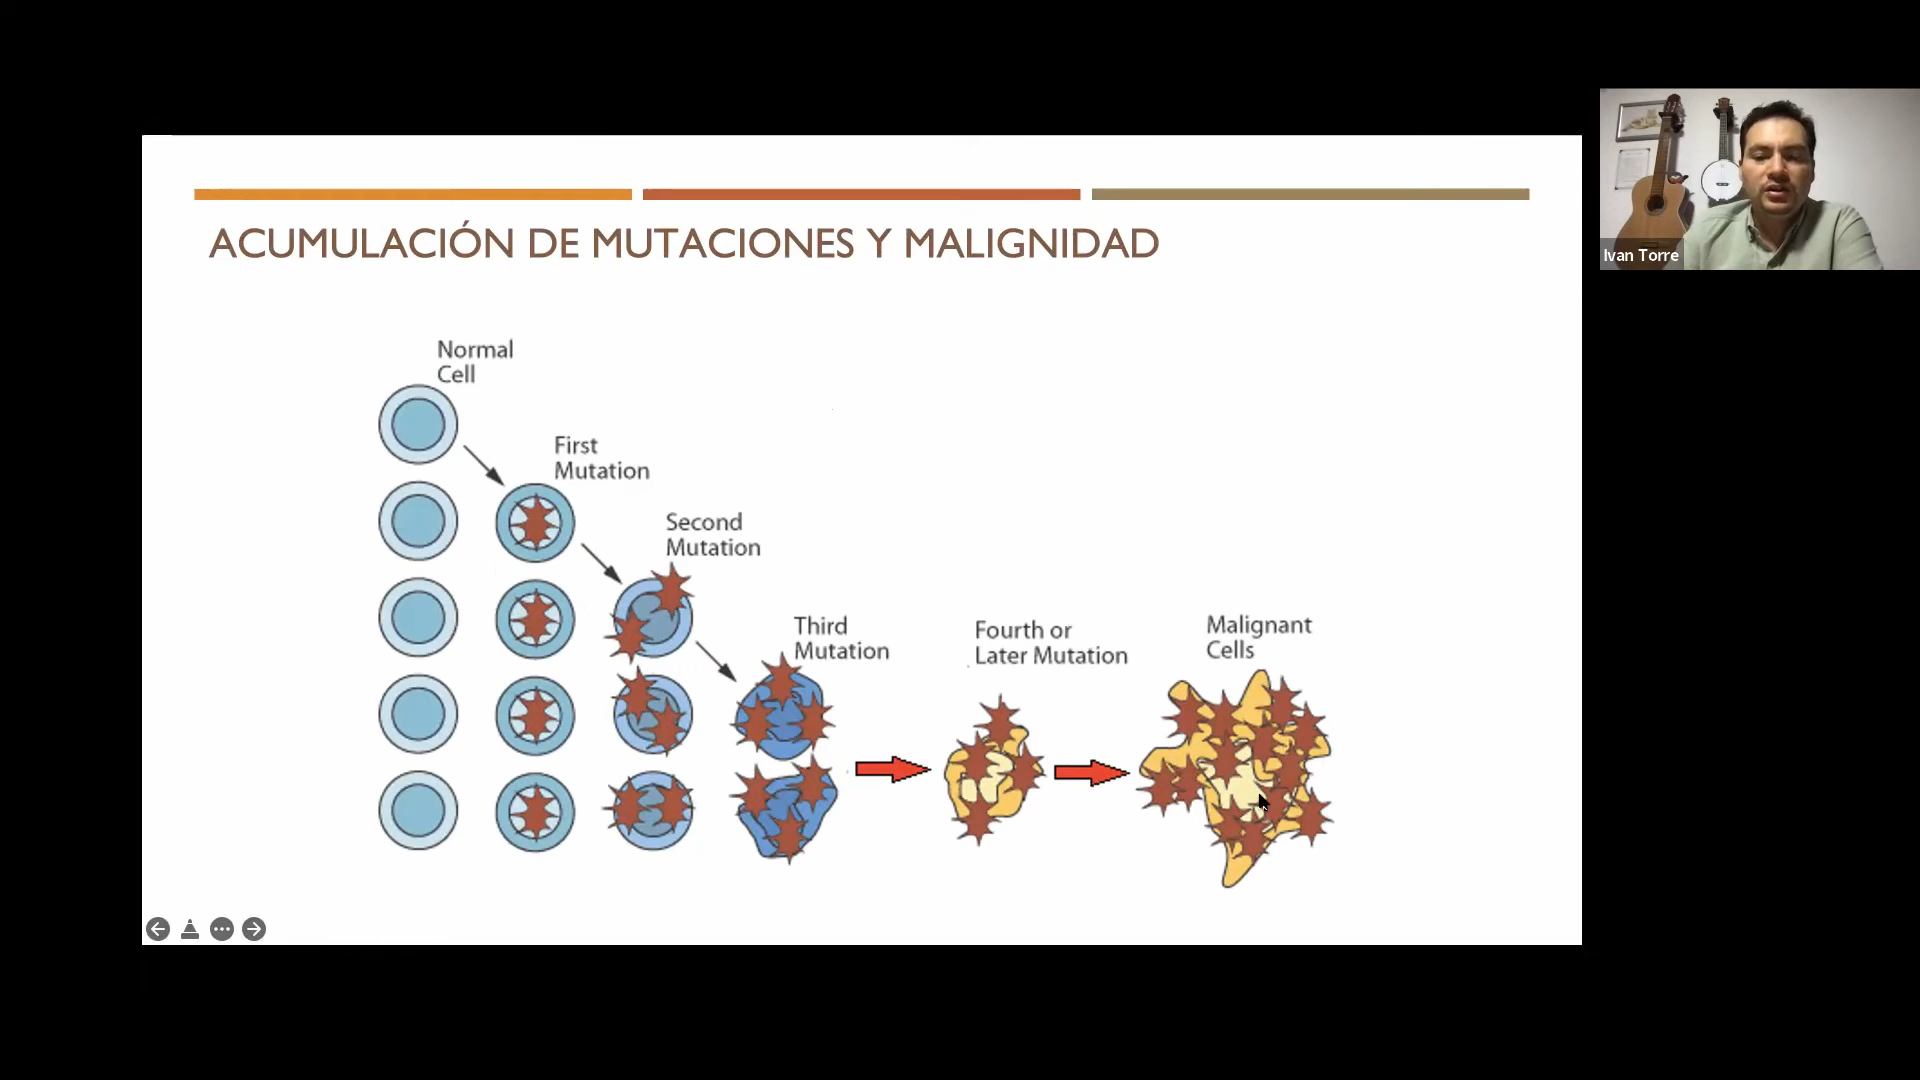 ACUMULACIÓN DE MUTACIONES Y MALIGNIDAD
Normal
Cell
First
Mutation
Second
Mutation
Third
Mutation
Fourth or
Later Mutation
Malignant
Cells
Ivan Torre